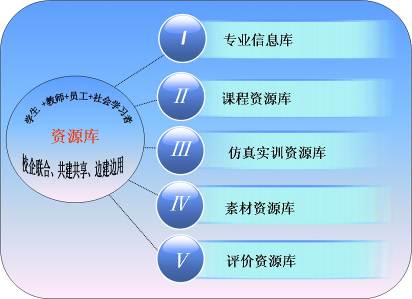 学生+教师+员工+社会学习者
资源库
校企联合、共建共享、边建边用
I 专业信息库
II 课程资源库
III 仿真实训资源库
IV 素材资源库
V 评价资源库